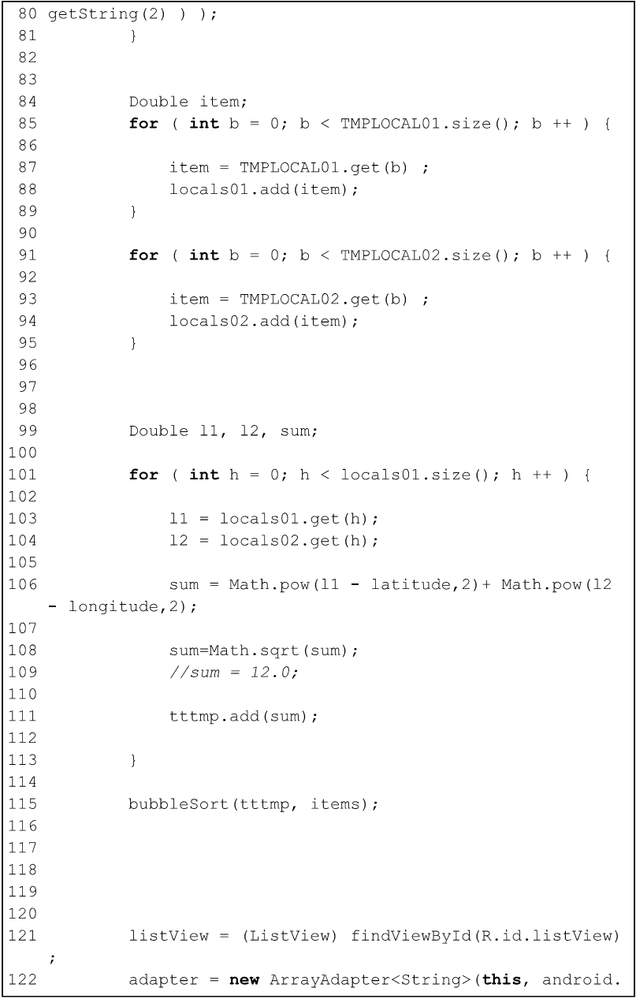 80 getString(2) ) );
81         }
82
83
84         Double item;
85         for ( int b = 0; b < TMPLOCAL01.size(); b ++ ) {
86
87             item = TMPLOCAL01.get(b) ;
88             locals01.add(item);
89         }
90
91         for ( int b = 0; b < TMPLOCAL02.size(); b ++ ) {
92
93             item = TMPLOCAL02.get(b) ;
94             locals02.add(item);
95         }
96
97
98
99         Double l1, l2, sum;
100
101         for ( int h = 0; h < locals01.size(); h ++ ) {
102
103             l1 = locals01.get(h);
104             l2 = locals02.get(h);
105
106             sum = Math.pow(l1 - latitude,2)+ Math.pow(l2
    - longitude,2);
107
108             sum=Math.sqrt(sum);
109             //sum = 12.0;
110
111             tttmp.add(sum);
112
113         }
114
115         bubbleSort(tttmp, items);
116
117
118
119
120
121         listView = (ListView) findViewById(R.id.listView)
    ;
122         adapter = new ArrayAdapter<String>(this, android.